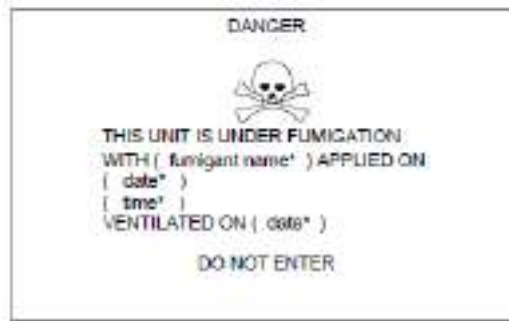 DANGER
THIS UNIT IS UNDER FUMIGATION
WITH ( fumigant name* ) APPLIED ON
( date* )
( time* )
VENTILATED ON ( date* )
DO NOT ENTER